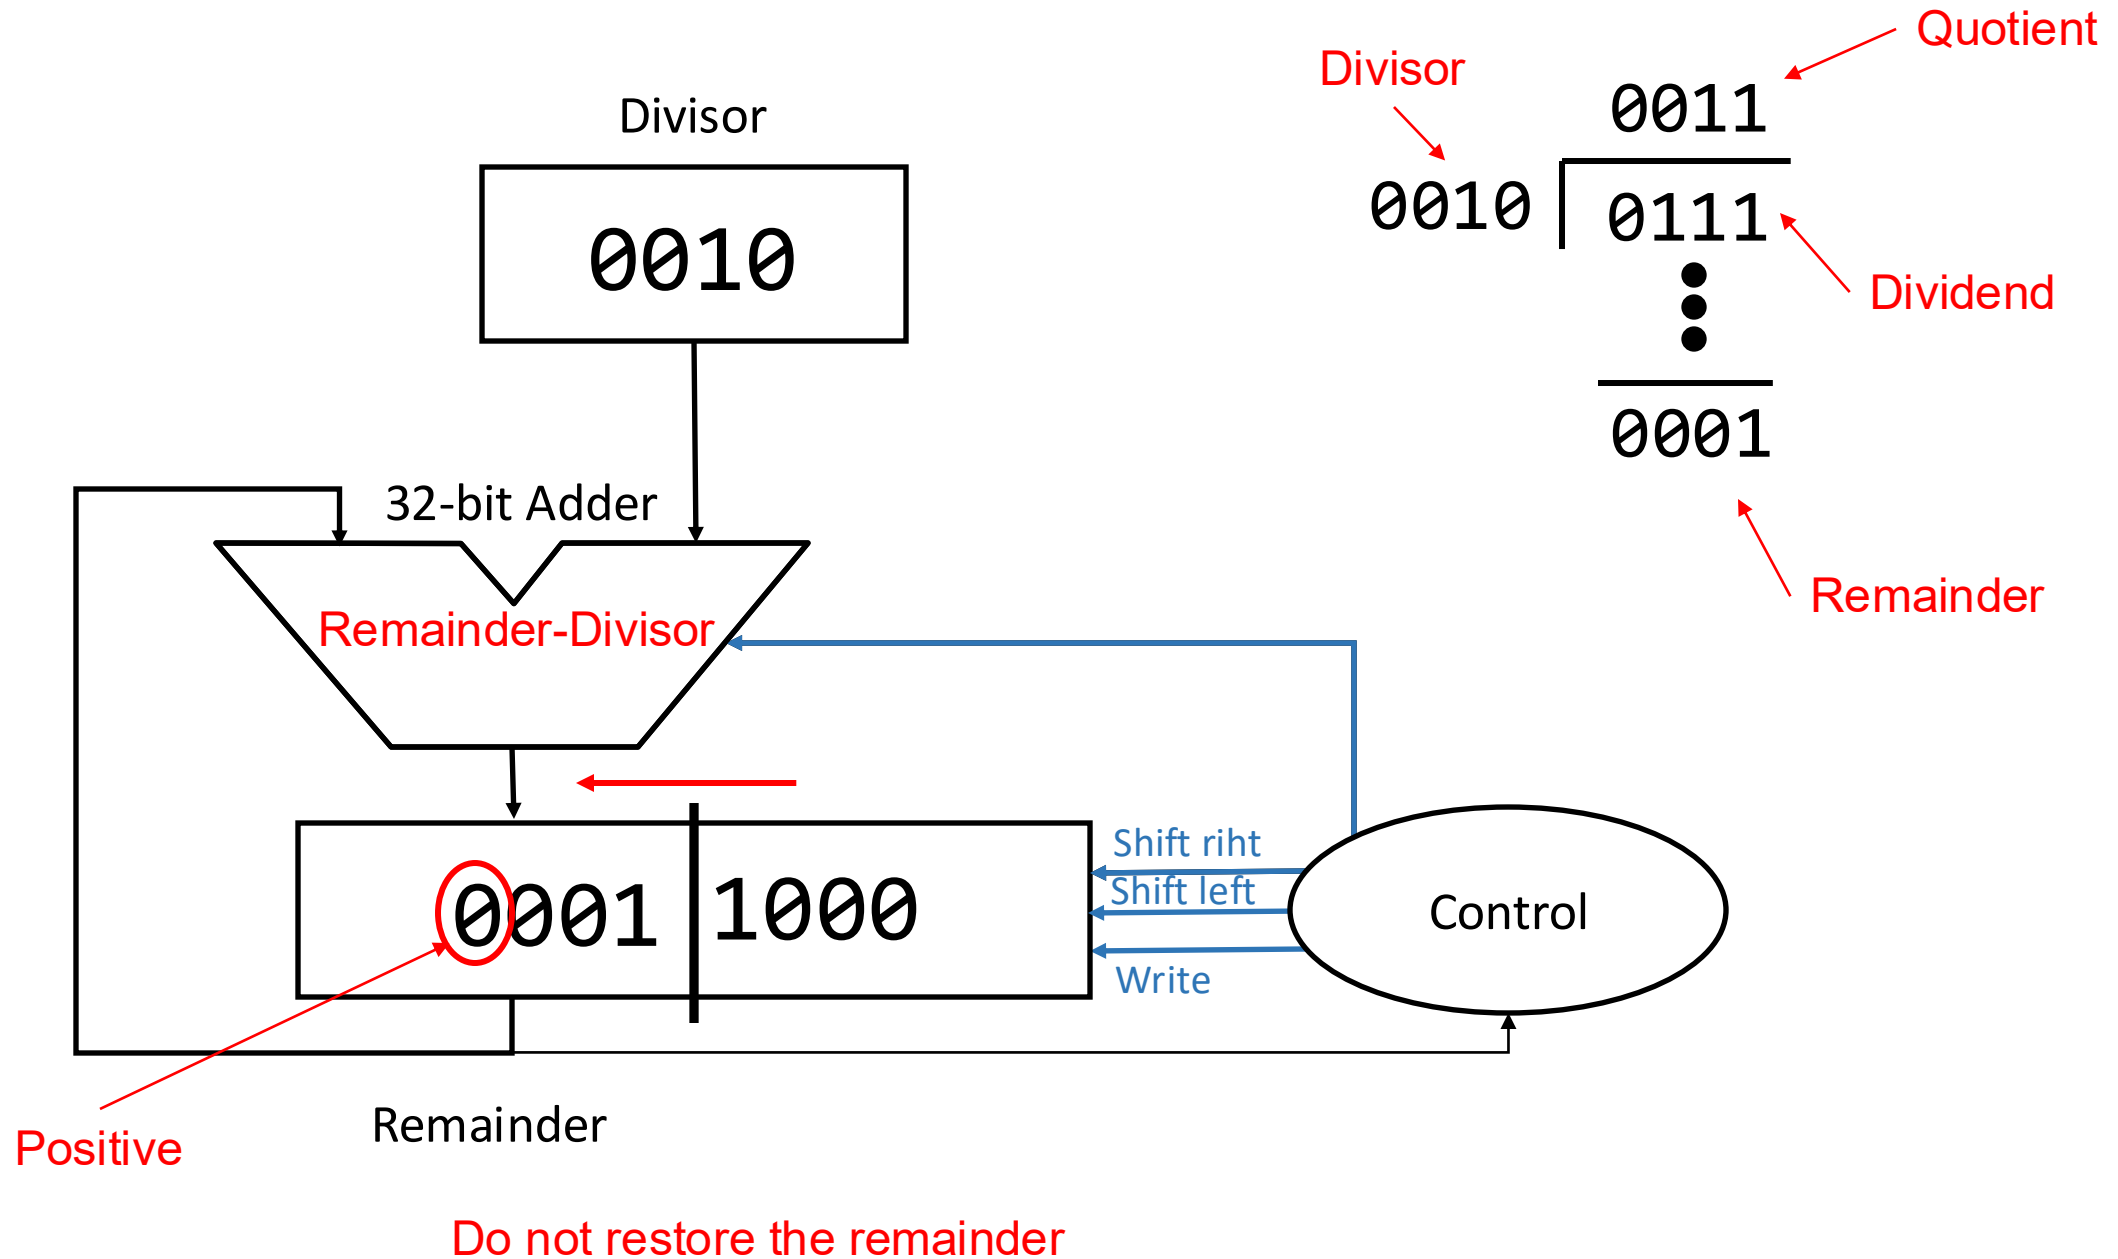 Quotient
Divisor
0011
Divisor
0010
0111
0010
Dividend
0001
32-bit Adder
Remainder
Remainder-Divisor
Shift riht
Shift left
0001 1000
Control
Write
Remainder
Positive
Do not restore the remainder